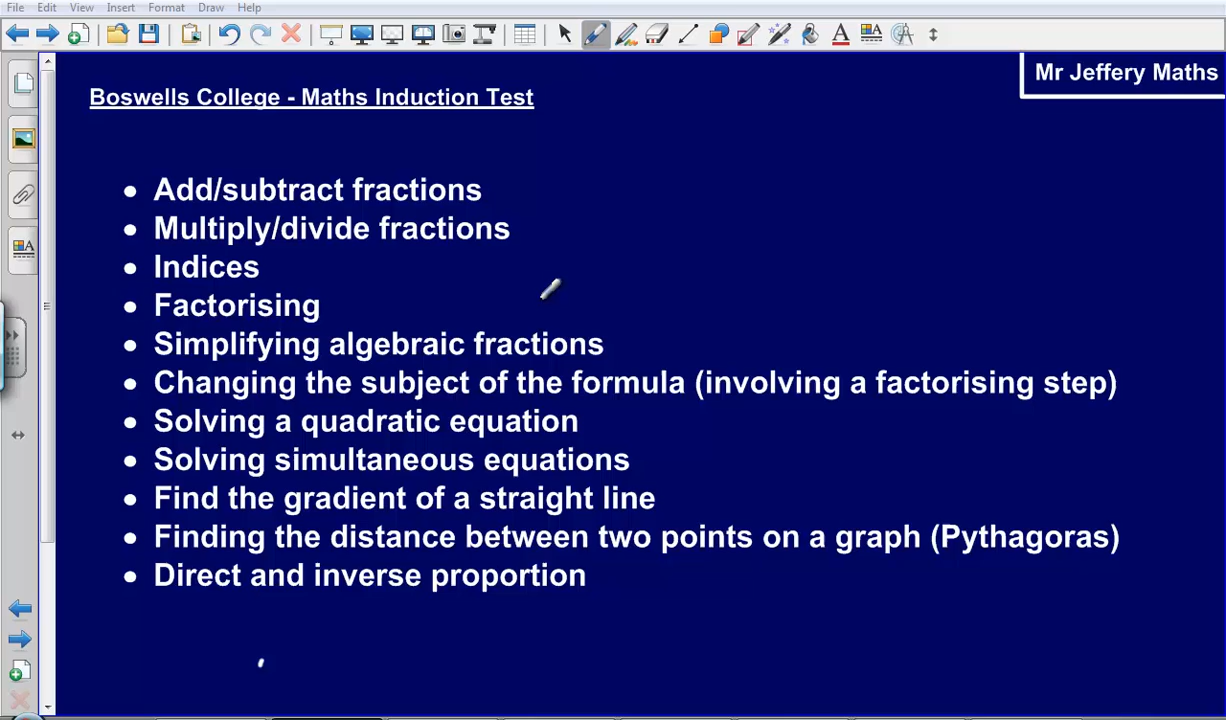 File Edit View Insert Format Draw Help
Mr Jeffery Maths
Boswells College - Maths Induction Test
• Add/subtract fractions
• Multiply/divide fractions
• Indices
• Factorising
• Simplifying algebraic fractions
• Changing the subject of the formula (involving a factorising step)
• Solving a quadratic equation
• Solving simultaneous equations
• Find the gradient of a straight line
• Finding the distance between two points on a graph (Pythagoras)
• Direct and inverse proportion